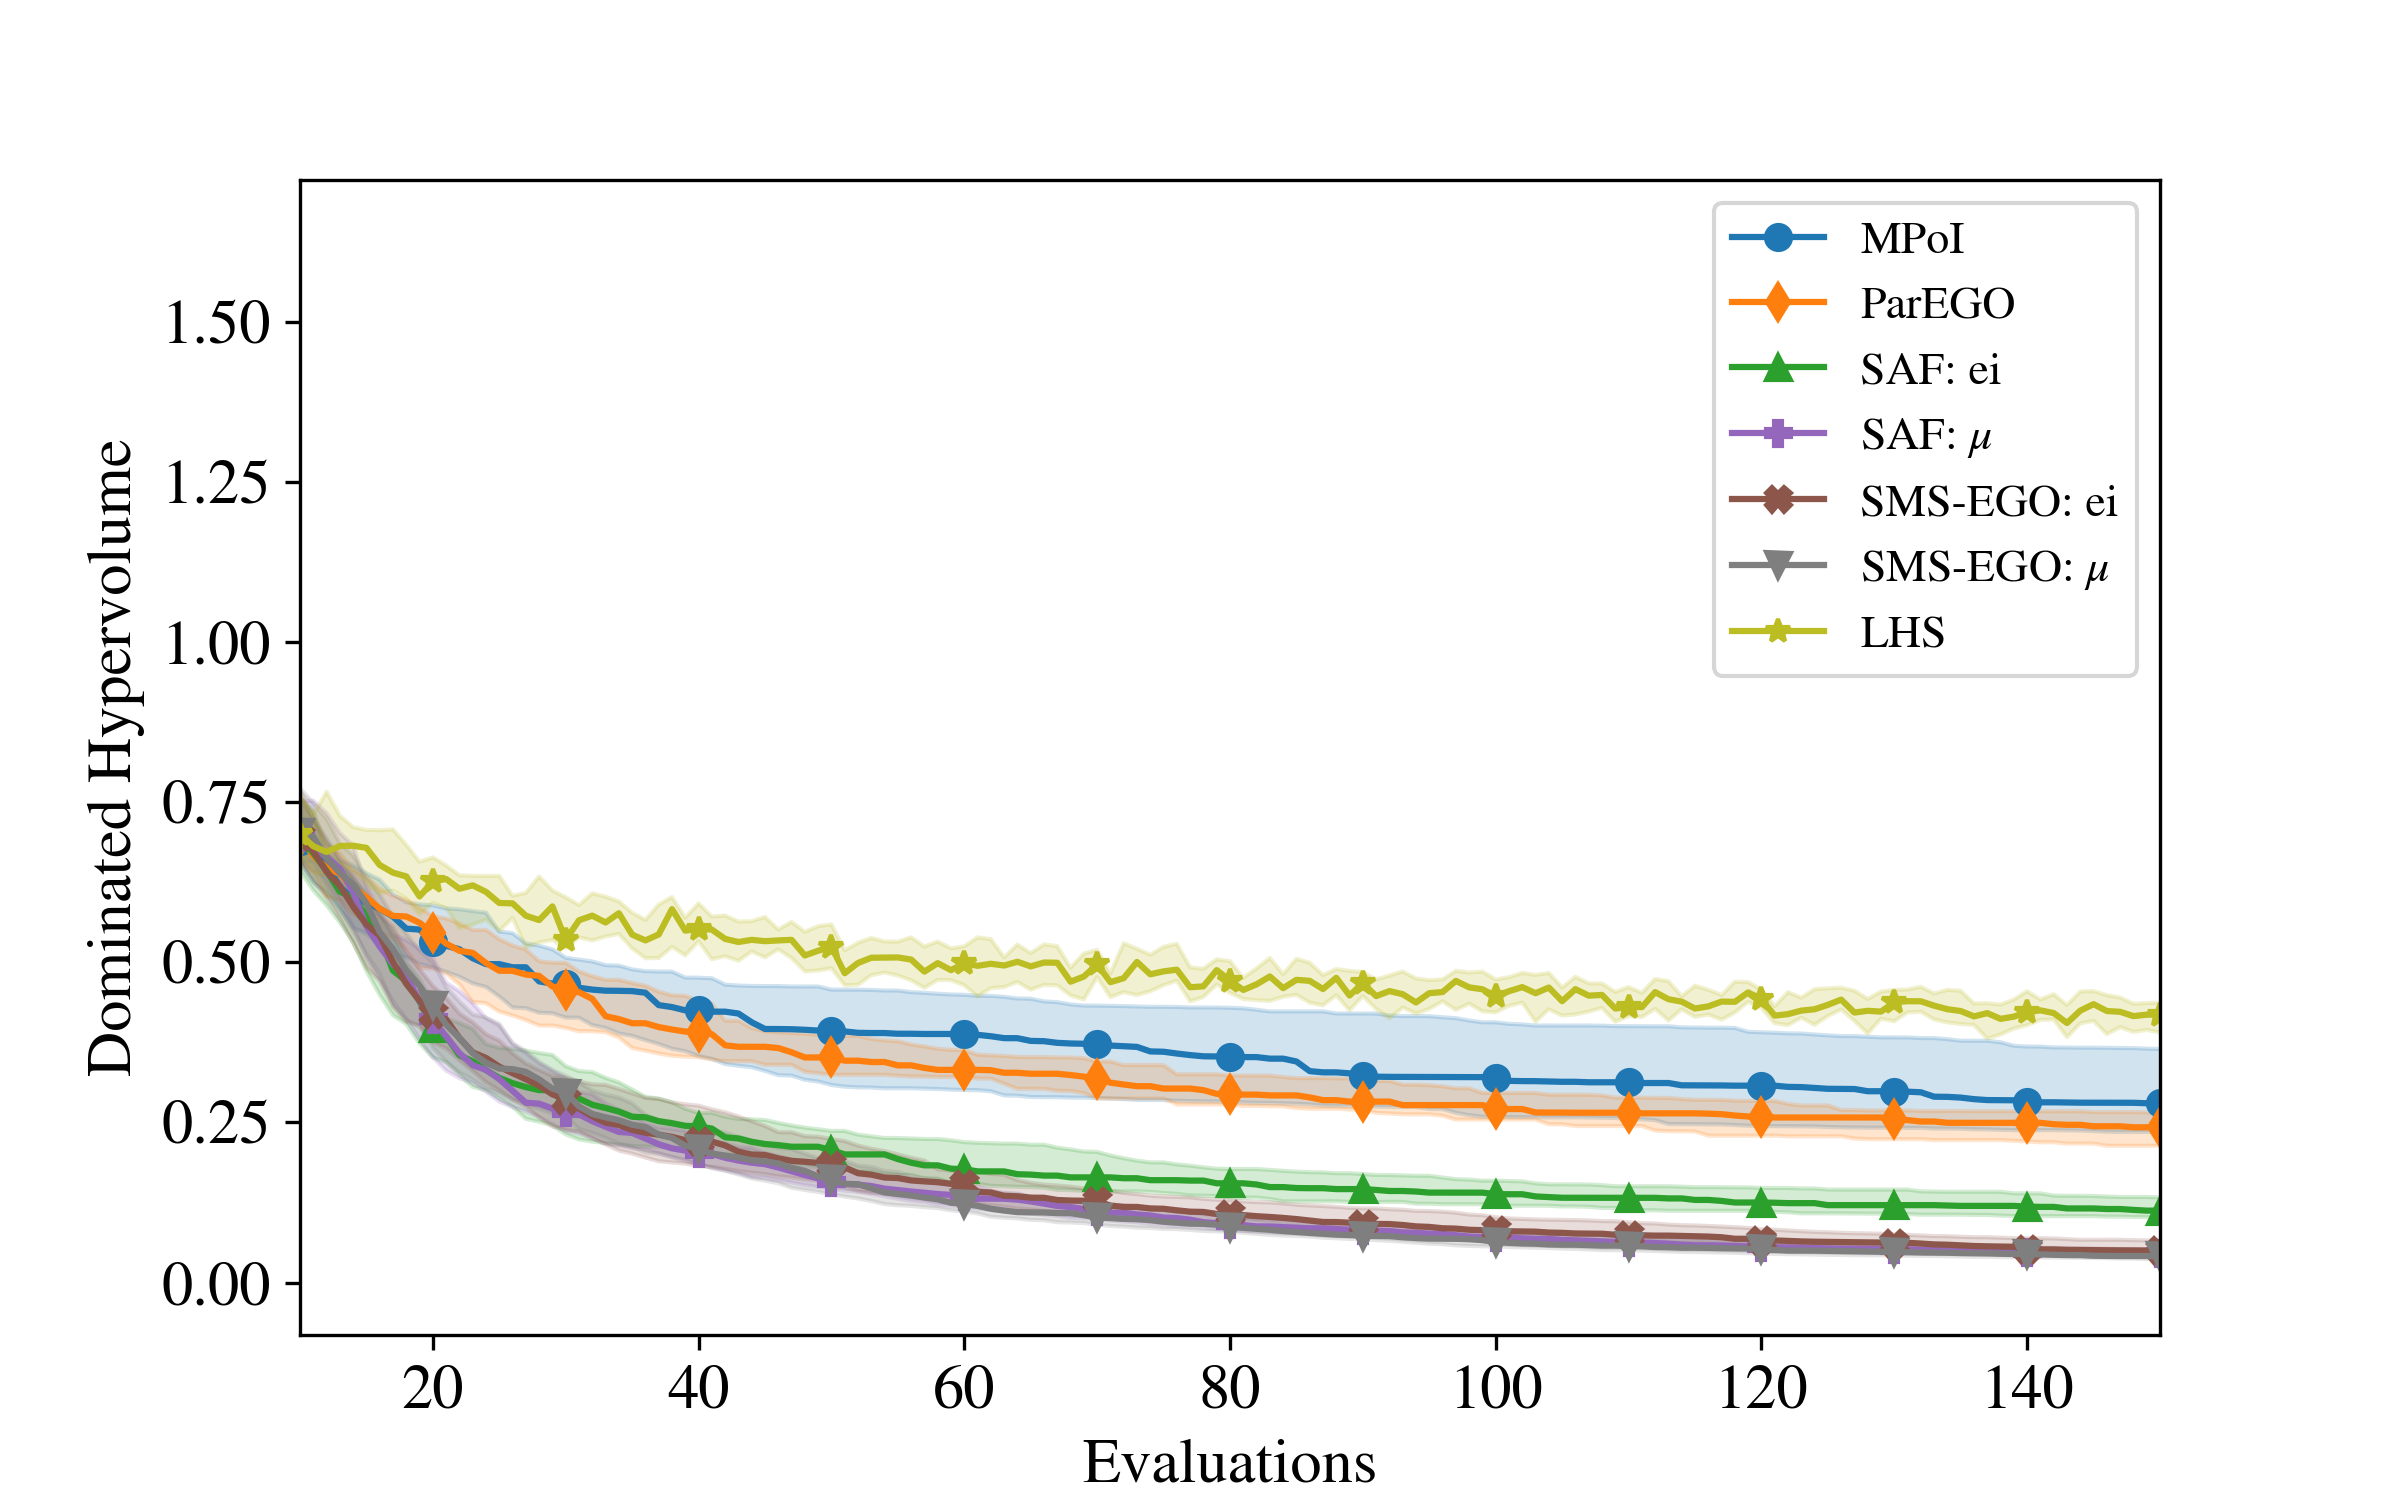 MPoI
ParEGO
SAF: ei
SAF: μ
SMS-EGO: ei
SMS-EGO: μ
LHS
Dominated Hypervolume
1.50
1.25
1.00
0.75
0.50
0.25
0.00
20 40 60 80 100 120 140
Evaluations